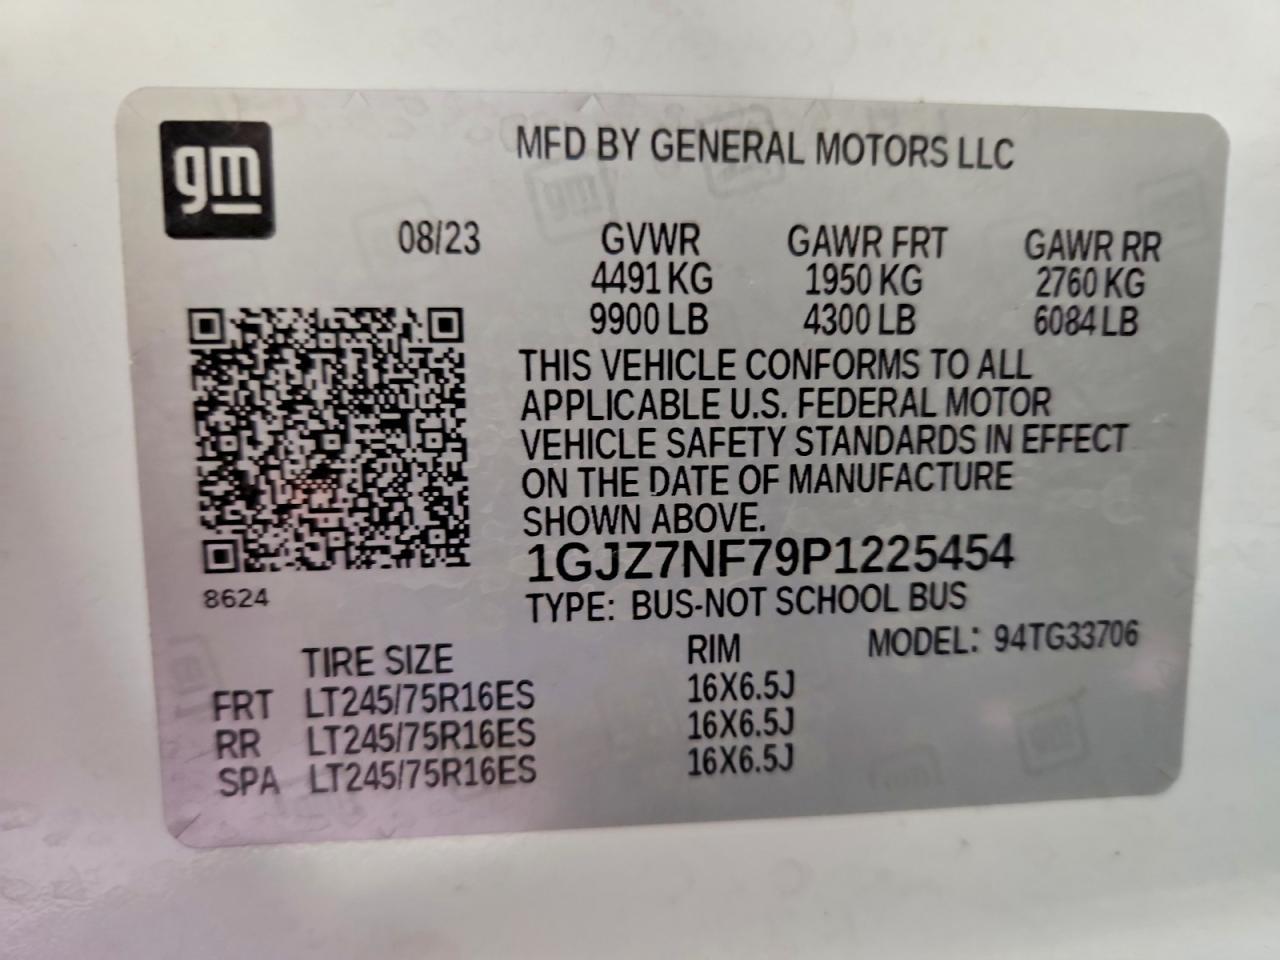 gm
MFD BY GENERAL MOTORS LLC
08/23 GVWR GAWR FRT GAWR RR
4491 KG 1950 KG 2760 KG
9900 LB 4300 LB 6084 LB
THIS VEHICLE CONFORMS TO ALL
APPLICABLE U.S. FEDERAL MOTOR
VEHICLE SAFETY STANDARDS IN EFFECT
ON THE DATE OF MANUFACTURE
SHOWN ABOVE.
1GJZ7NF79P1225454
8624
TYPE: BUS-NOT SCHOOL BUS
TIRE SIZE RIM MODEL: 94TG33706
FRT LT245/75R16ES 16X6.5J
RR LT245/75R16ES 16X6.5J
SPA LT245/75R16ES 16X6.5J